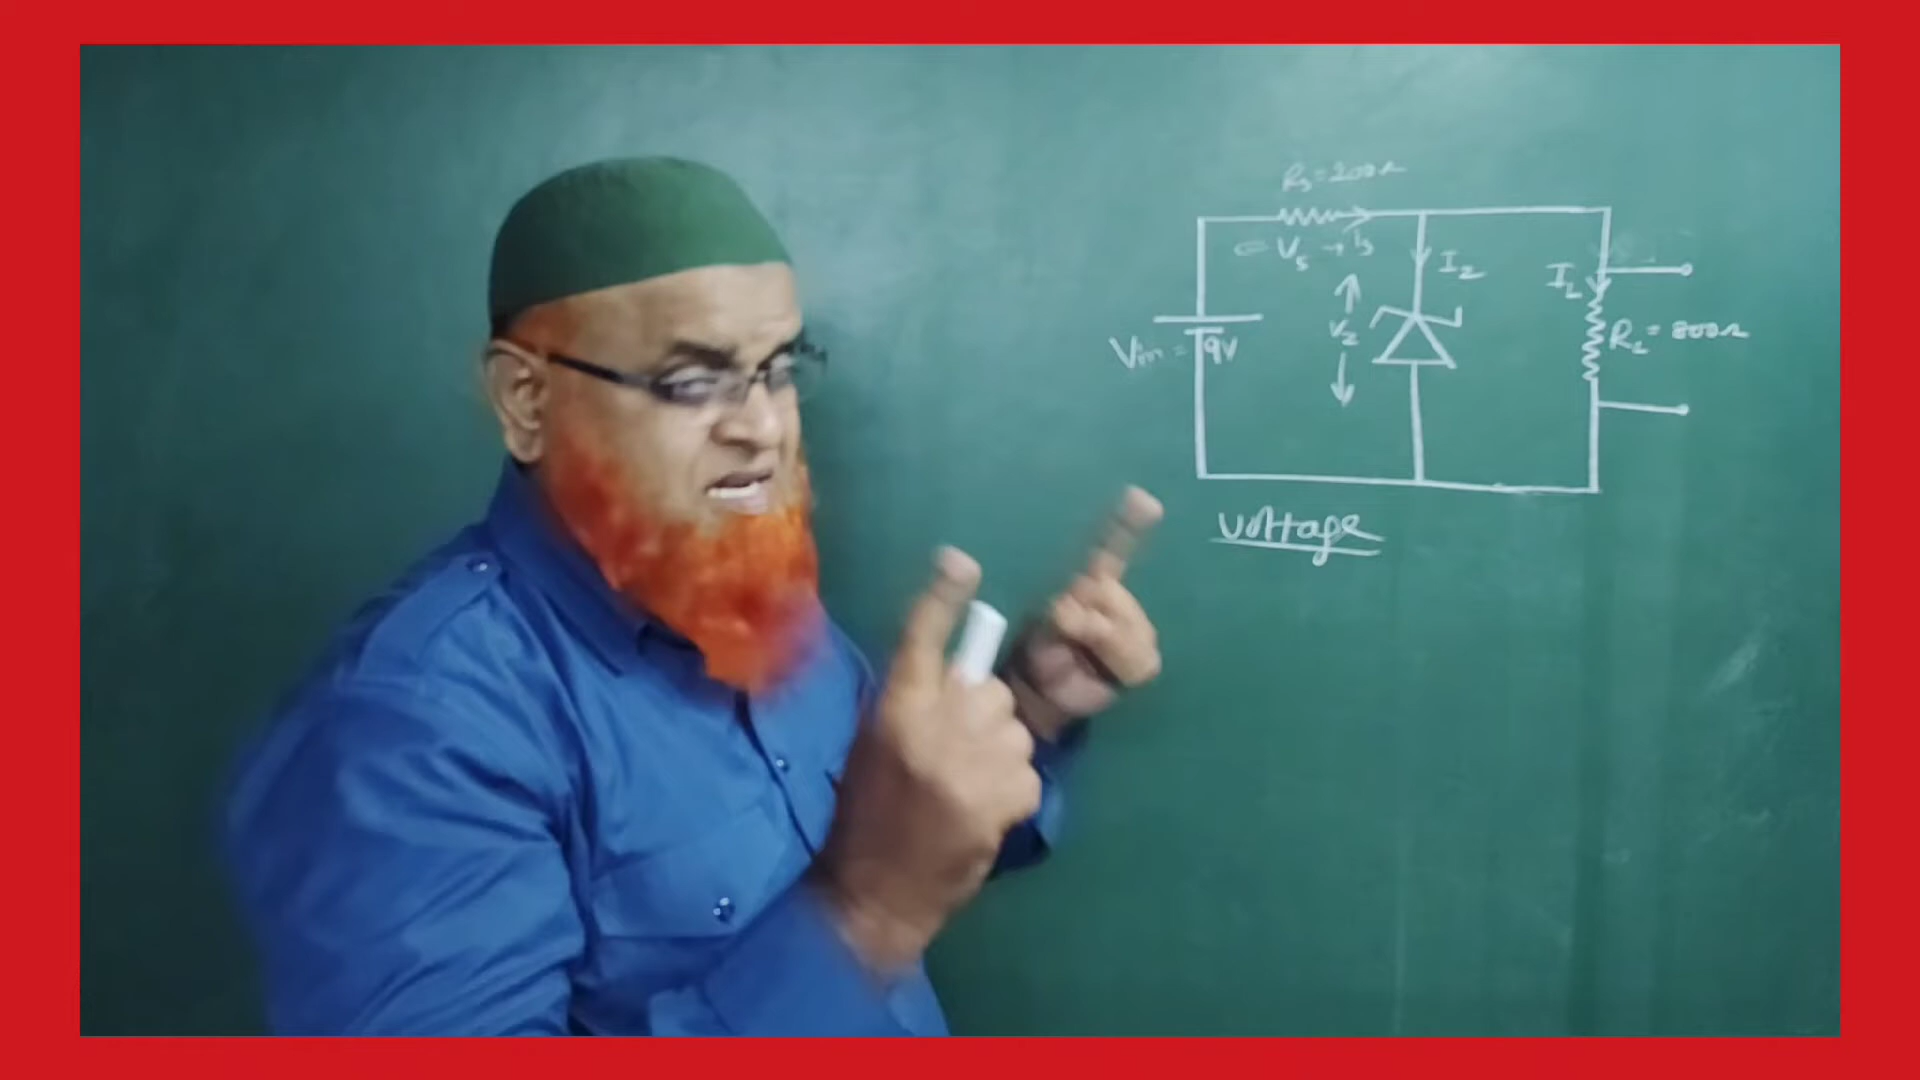 Rs = 200Ω
Vs → Is
Iz
IL
Vz
RL = 800Ω
Vin = 9V
Voltage